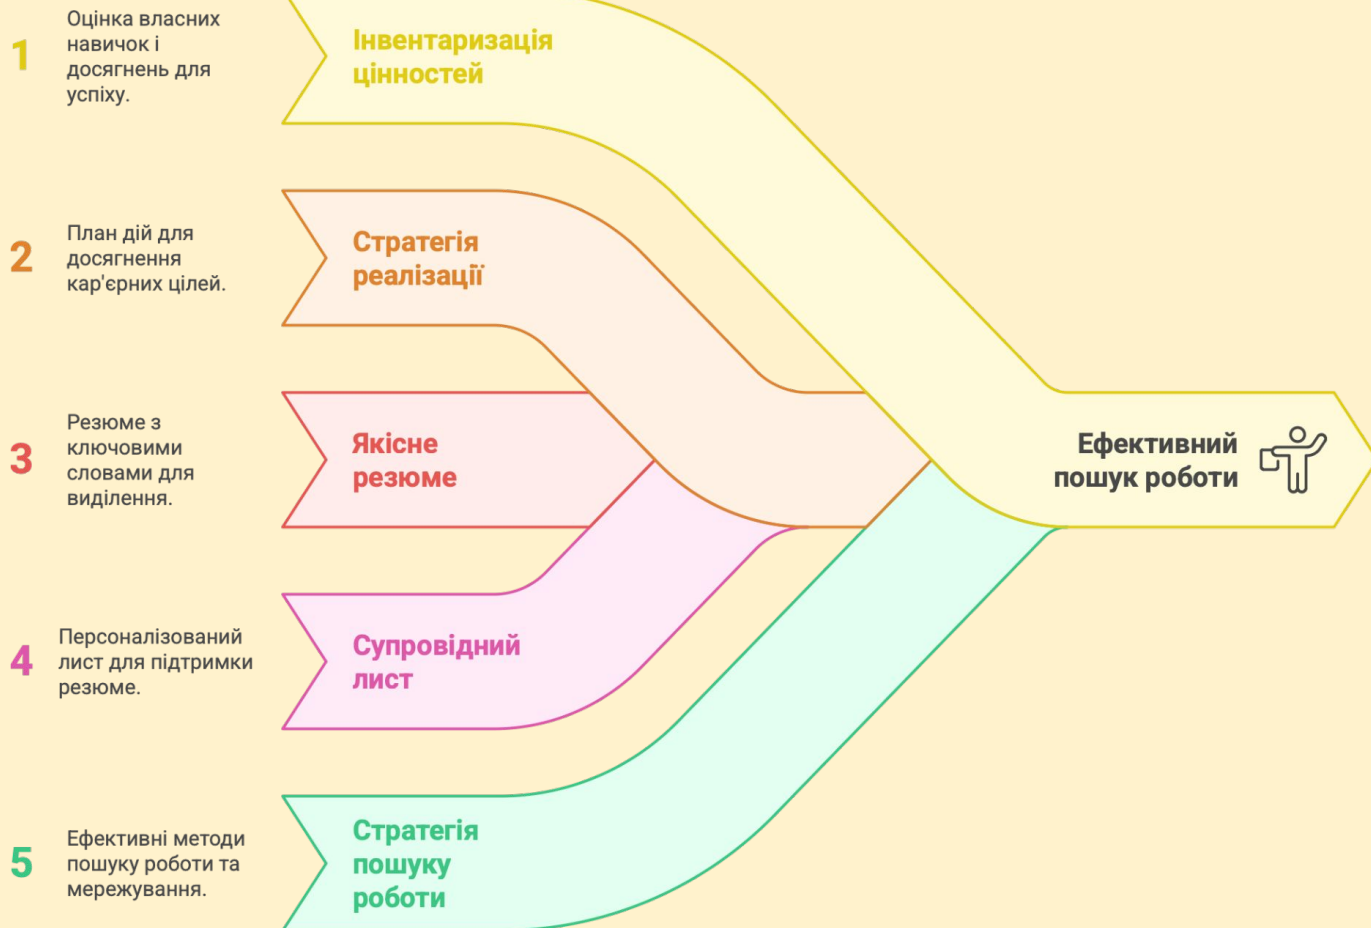 1
Оцінка власних
навичок і
досягнень для
успіху.
Інвентаризація
цінностей
2
План дій для
досягнення
кар'єрних цілей.
Стратегія
реалізації
3
Резюме з
ключовими
словами для
виділення.
Якісне
резюме
Ефективний
пошук роботи
4
Персоналізований
лист для підтримки
резюме.
Супровідний
лист
5
Ефективні методи
пошуку роботи та
мережування.
Стратегія
пошуку
роботи